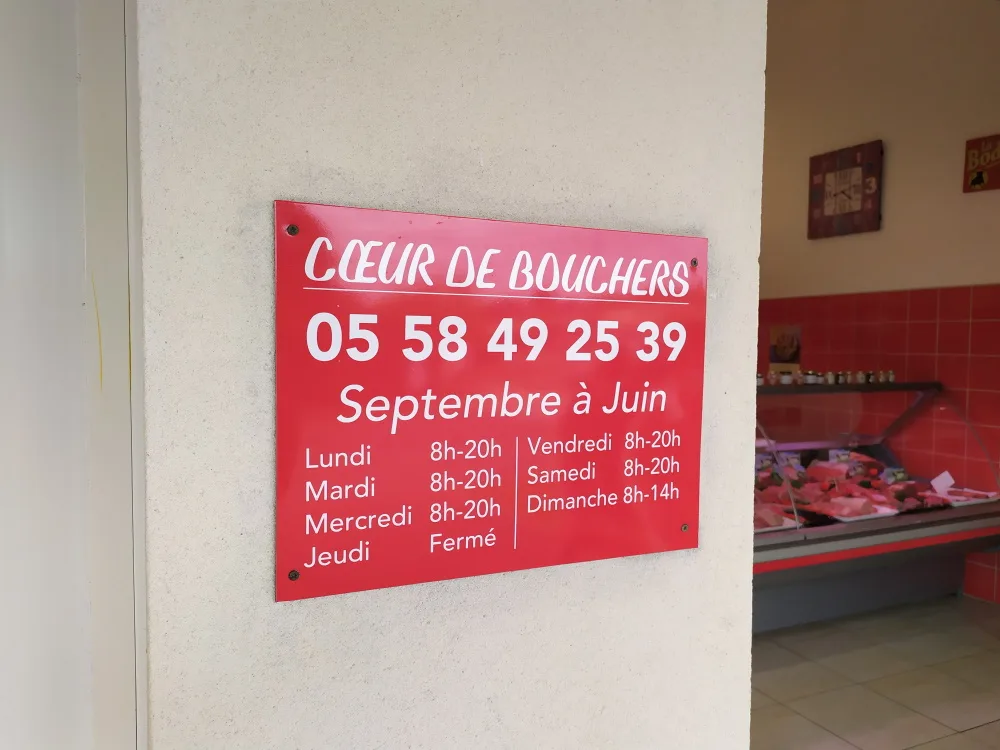 CŒUR DE BOUCHERS
05 58 49 25 39
Septembre à Juin
Lundi 8h-20h
Mardi 8h-20h
Mercredi 8h-20h
Jeudi Fermé
Vendredi 8h-20h
Samedi 8h-20h
Dimanche 8h-14h
3